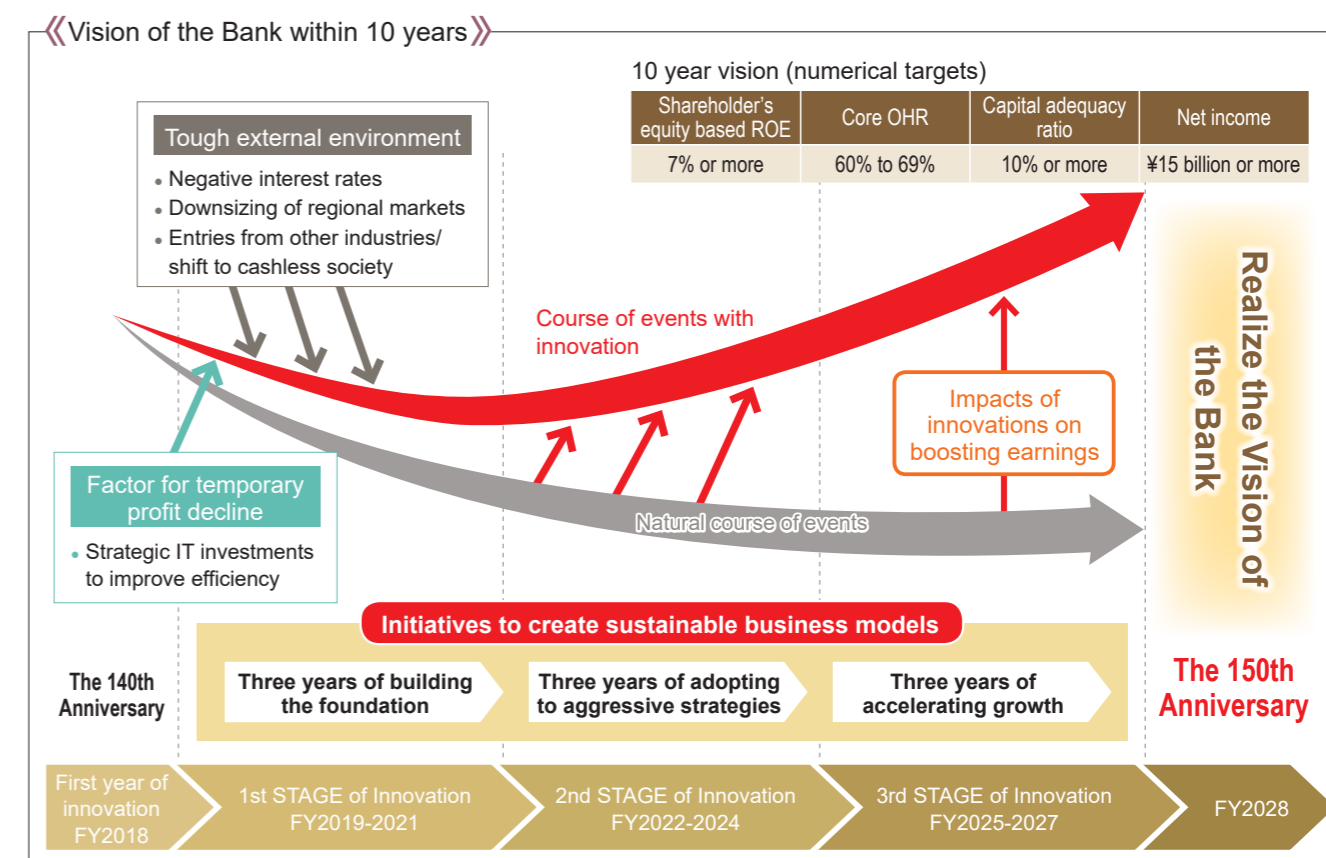 《Vision of the Bank within 10 years》
10 year vision (numerical targets)
Shareholder's
equity based ROE
Core OHR
Capital adequacy
ratio
Net income
7% or more
60% to 69%
10% or more
¥15 billion or more
Tough external environment
• Negative interest rates
• Downsizing of regional markets
• Entries from other industries/
shift to cashless society
Course of events with
innovation
Impacts of
innovations on
boosting earnings
Realize the Vision of
the Bank
Factor for temporary
profit decline
• Strategic IT investments
to improve efficiency
Natural course of events
Initiatives to create sustainable business models
The 140th
Anniversary
Three years of building
the foundation
Three years of adopting
to aggressive strategies
Three years of
accelerating growth
The 150th
Anniversary
First year of
innovation
FY2018
1st STAGE of Innovation
FY2019-2021
2nd STAGE of Innovation
FY2022-2024
3rd STAGE of Innovation
FY2025-2027
FY2028